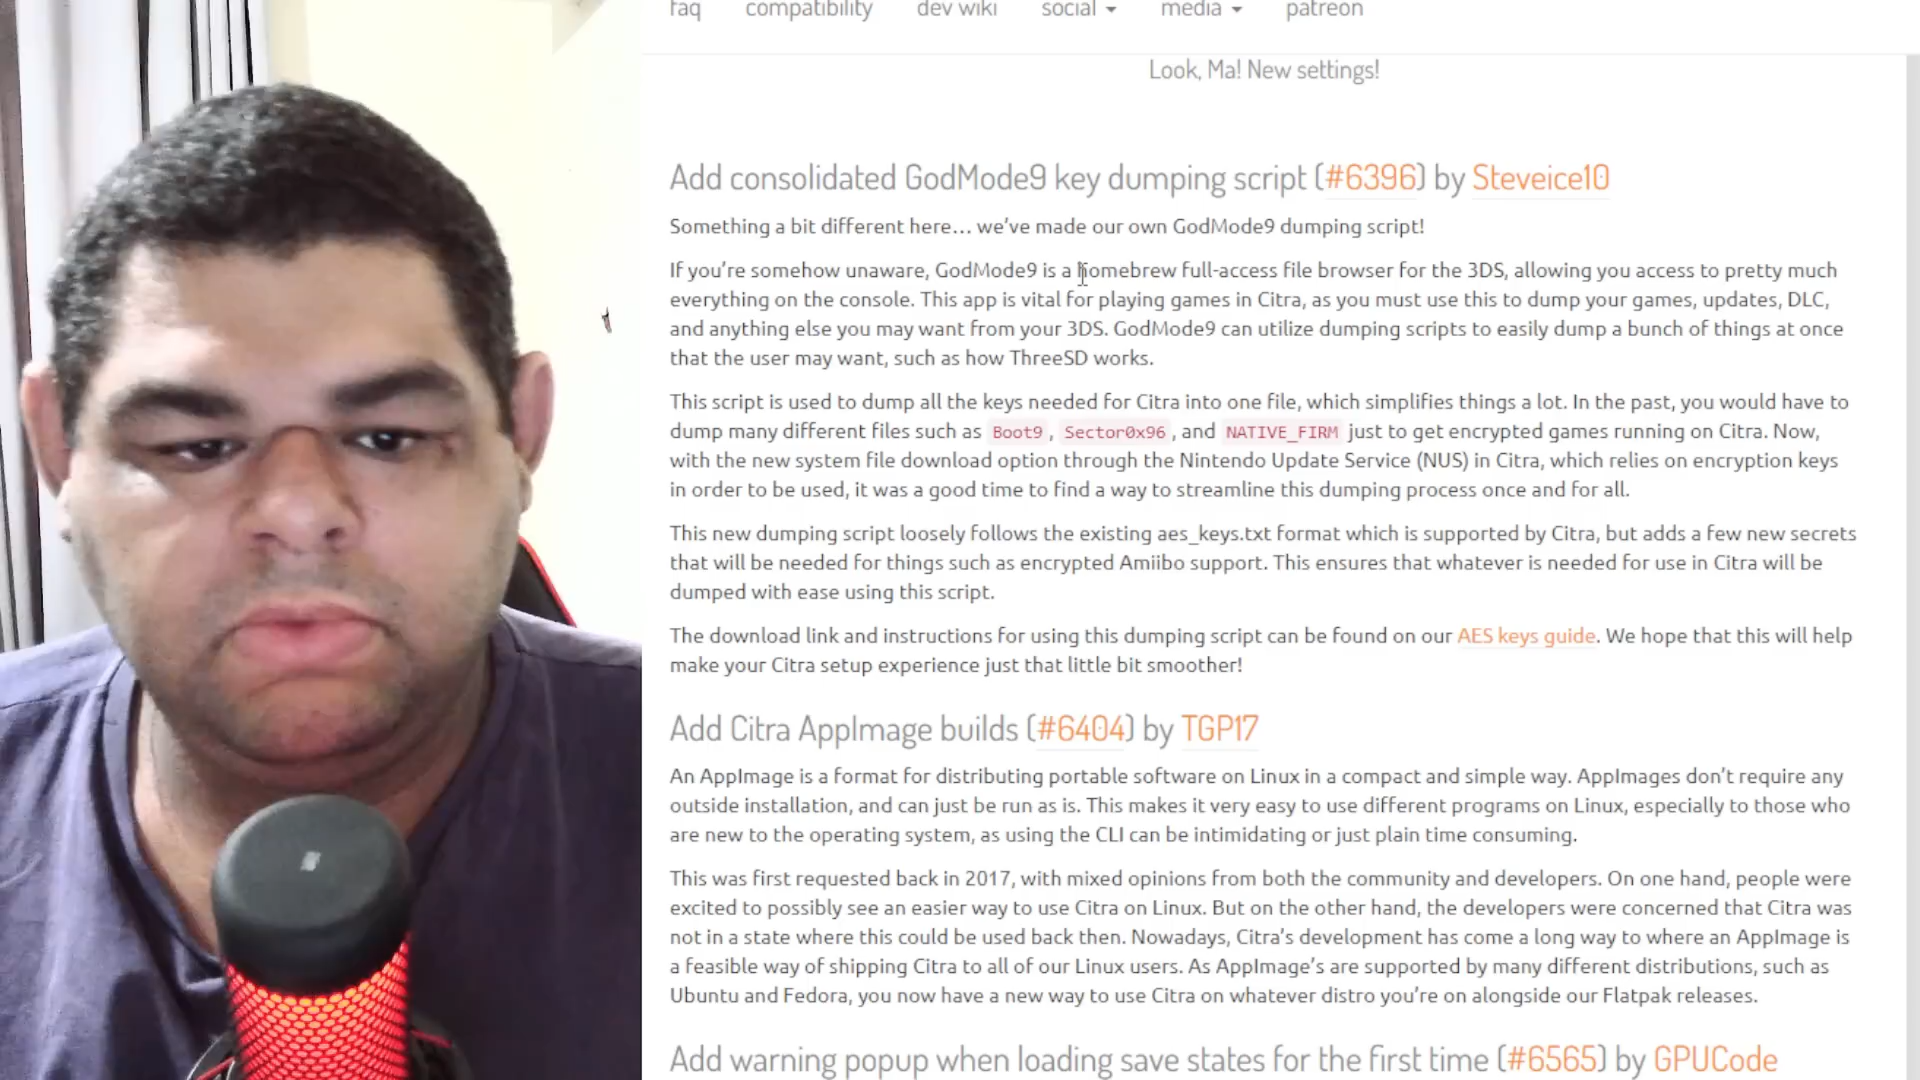 faq compatibility dev wiki social media patreon
Look, Ma! New settings!
Add consolidated GodMode9 key dumping script (#6396) by Steveice10
Something a bit different here… we've made our own GodMode9 dumping script!
If you're somehow unaware, GodMode9 is a homebrew full-access file browser for the 3DS, allowing you access to pretty much
everything on the console. This app is vital for playing games in Citra, as you must use this to dump your games, updates, DLC,
and anything else you may want from your 3DS. GodMode9 can utilize dumping scripts to easily dump a bunch of things at once
that the user may want, such as how ThreeSD works.
This script is used to dump all the keys needed for Citra into one file, which simplifies things a lot. In the past, you would have to
dump many different files such as Boot9, Sector0x96, and NATIVE_FIRM just to get encrypted games running on Citra. Now,
with the new system file download option through the Nintendo Update Service (NUS) in Citra, which relies on encryption keys
in order to be used, it was a good time to find a way to streamline this dumping process once and for all.
This new dumping script loosely follows the existing aes_keys.txt format which is supported by Citra, but adds a few new secrets
that will be needed for things such as encrypted Amiibo support. This ensures that whatever is needed for use in Citra will be
dumped with ease using this script.
The download link and instructions for using this dumping script can be found on our AES keys guide. We hope that this will help
make your Citra setup experience just that little bit smoother!
Add Citra AppImage builds (#6404) by TGP17
An AppImage is a format for distributing portable software on Linux in a compact and simple way. AppImages don't require any
outside installation, and can just be run as is. This makes it very easy to use different programs on Linux, especially to those who
are new to the operating system, as using the CLI can be intimidating or just plain time consuming.
This was first requested back in 2017, with mixed opinions from both the community and developers. On one hand, people were
excited to possibly see an easier way to use Citra on Linux. But on the other hand, the developers were concerned that Citra was
not in a state where this could be used back then. Nowadays, Citra's development has come a long way to where an AppImage is
a feasible way of shipping Citra to all of our Linux users. As AppImage's are supported by many different distributions, such as
Ubuntu and Fedora, you now have a new way to use Citra on whatever distro you're on alongside our Flatpak releases.
Add warning popup when loading save states for the first time (#6565) by GPUCode